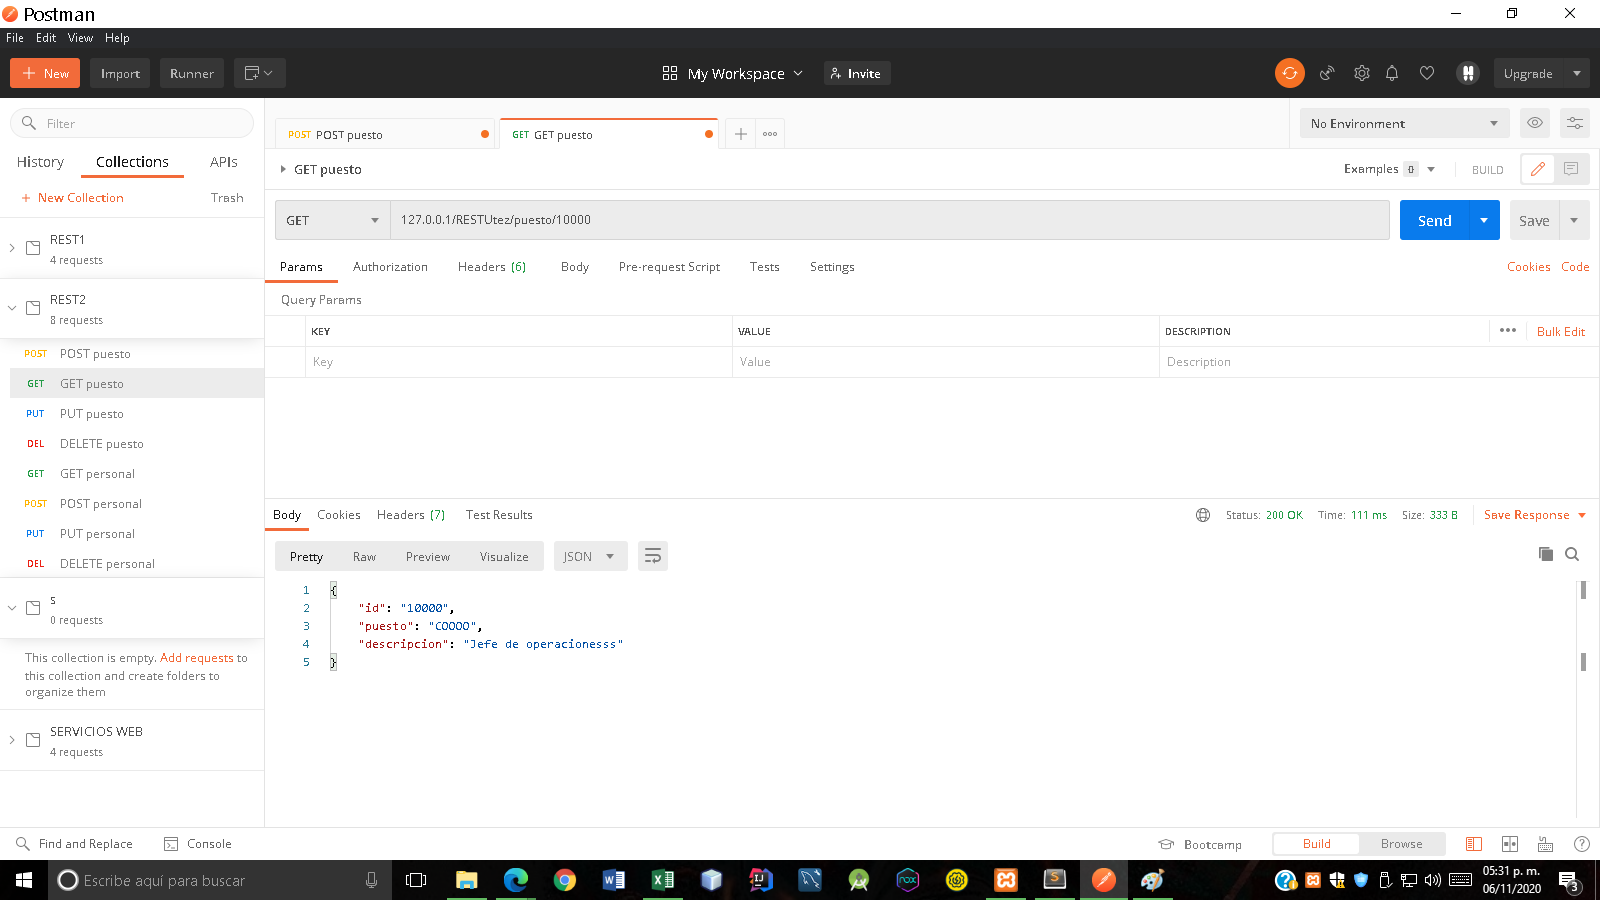 Postman
File Edit View Help
New Import Runner My Workspace Invite Upgrade
Filter
History Collections APIs
+ New Collection Trash
REST1
4 requests
REST2
8 requests
POST POST puesto
GET GET puesto
PUT PUT puesto
DEL DELETE puesto
GET GET personal
POST POST personal
PUT PUT personal
DEL DELETE personal
S
0 requests
This collection is empty. Add requests to
this collection and create folders to
organize them
SERVICIOS WEB
4 requests
POST POST puesto GET GET puesto No Environment
GET puesto Examples 0 BUILD
GET 127.0.0.1/RESTUtez/puesto/10000 Send Save
Params Authorization Headers (6) Body Pre-request Script Tests Settings Cookies Code
Query Params
KEY VALUE DESCRIPTION Bulk Edit
Key Value Description
Body Cookies Headers (7) Test Results Status: 200 OK Time: 111 ms Size: 333 B Save Response
Pretty Raw Preview Visualize JSON
1 {
2 "id": "10000",
3 "puesto": "COOOO",
4 "descripcion": "Jefe de operacionesss"
5 }
Find and Replace Console Bootcamp Build Browse
Escribe aquí para buscar
05:31 p. m.
06/11/2020
3